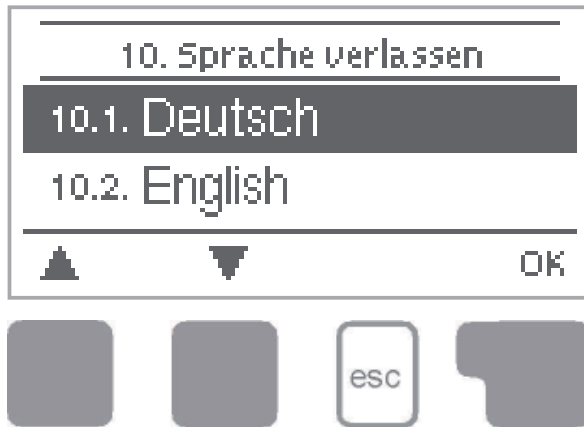 10. Sprache verlassen
10.1. Deutsch
10.2. English
OK
esc